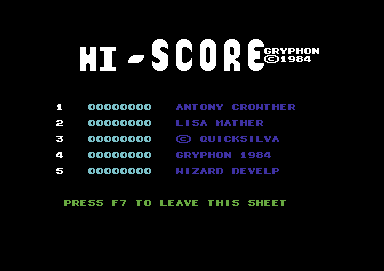 HI-SCORE GRYPHON
©1984
1 00000000 ANTONY CROWTHER
2 00000000 LISA MATHER
3 00000000 © QUICKSILVA
4 00000000 GRYPHON 1984
5 00000000 WIZARD DEVELP
PRESS F7 TO LEAVE THIS SHEET